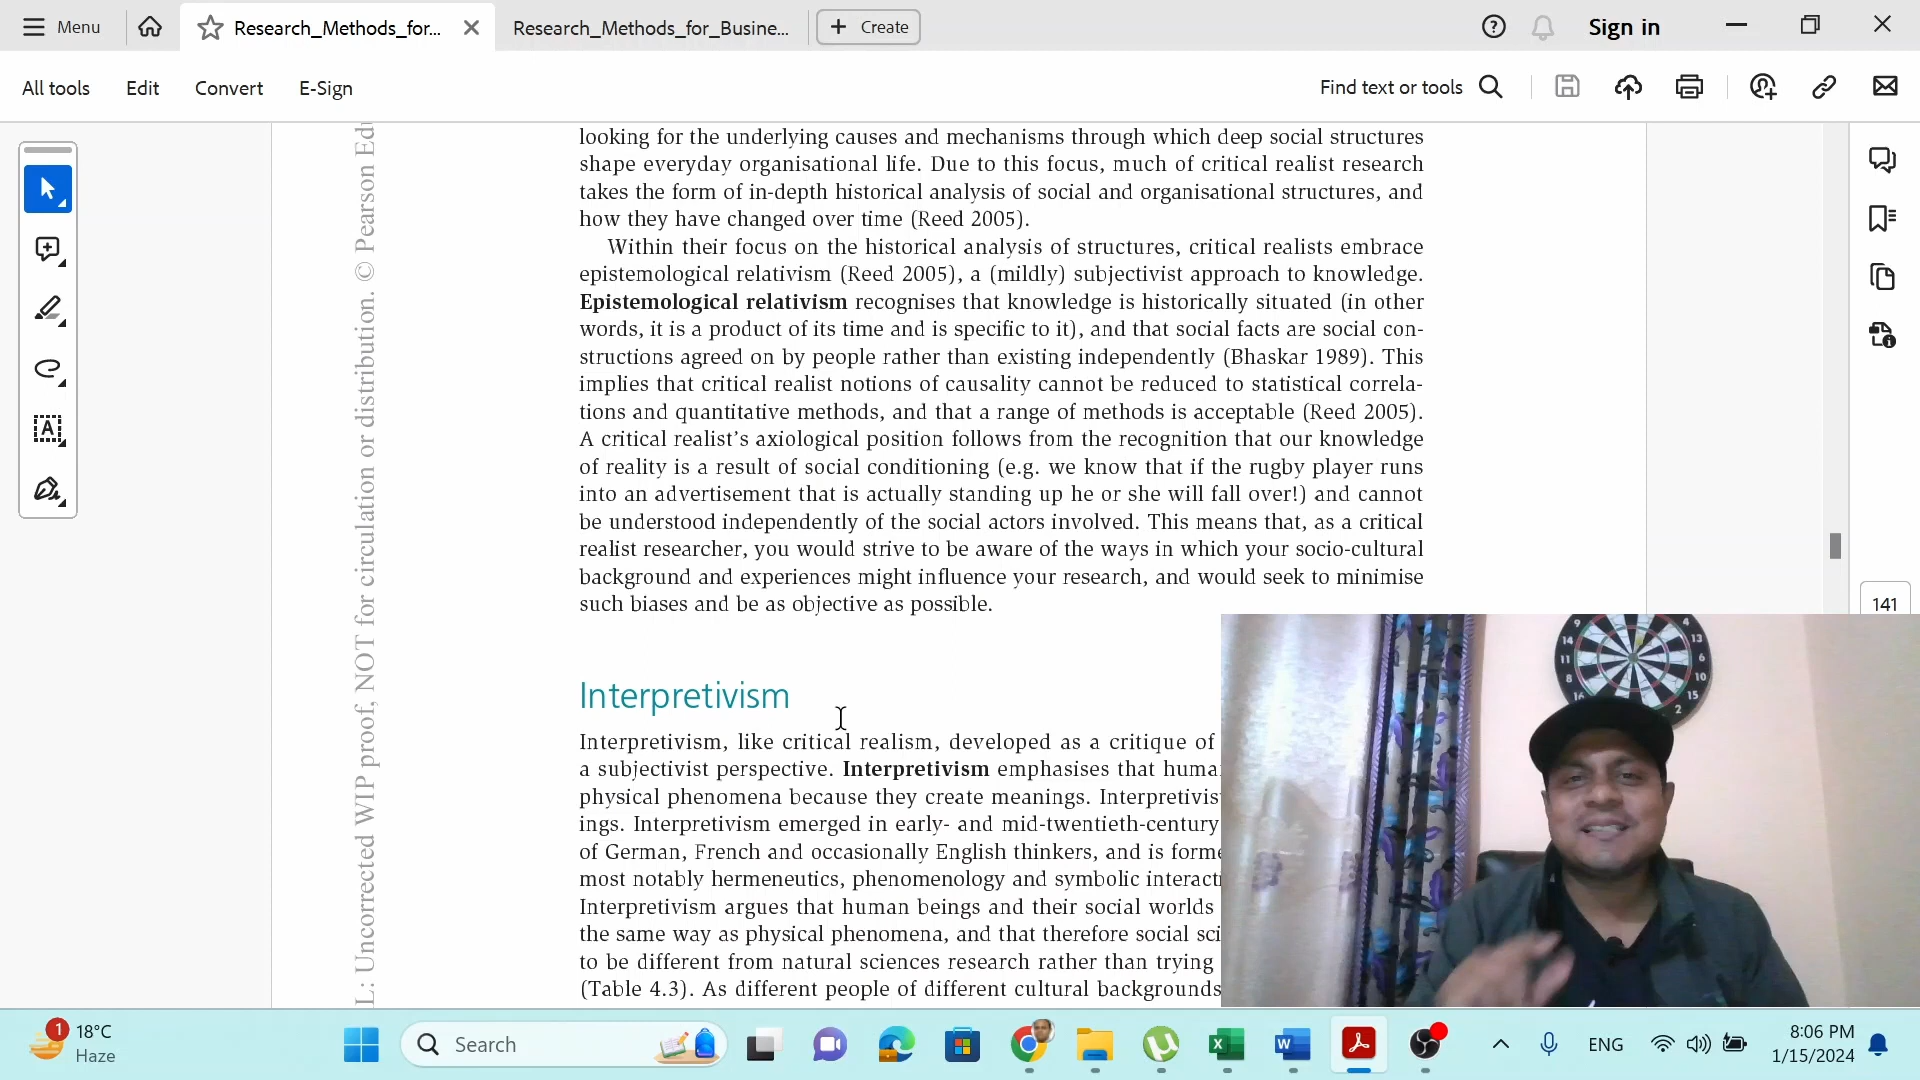 Menu
Research_Methods_for...
Research_Methods_for_Busine...
Create
Sign in
All tools
Edit
Convert
E-Sign
Find text or tools
L: Uncorrected WIP proof, NOT for circulation or distribution. © Pearson Edu
looking for the underlying causes and mechanisms through which deep social structures
shape everyday organisational life. Due to this focus, much of critical realist research
takes the form of in-depth historical analysis of social and organisational structures, and
how they have changed over time (Reed 2005).
Within their focus on the historical analysis of structures, critical realists embrace
epistemological relativism (Reed 2005), a (mildly) subjectivist approach to knowledge.
Epistemological relativism recognises that knowledge is historically situated (in other
words, it is a product of its time and is specific to it), and that social facts are social con-
structions agreed on by people rather than existing independently (Bhaskar 1989). This
implies that critical realist notions of causality cannot be reduced to statistical correla-
tions and quantitative methods, and that a range of methods is acceptable (Reed 2005).
A critical realist's axiological position follows from the recognition that our knowledge
of reality is a result of social conditioning (e.g. we know that if the rugby player runs
into an advertisement that is actually standing up he or she will fall over!) and cannot
be understood independently of the social actors involved. This means that, as a critical
realist researcher, you would strive to be aware of the ways in which your socio-cultural
background and experiences might influence your research, and would seek to minimise
such biases and be as objective as possible.
141
Interpretivism
Interpretivism, like critical realism, developed as a critique of
a subjectivist perspective. Interpretivism emphasises that huma
physical phenomena because they create meanings. Interpretivist
ings. Interpretivism emerged in early- and mid-twentieth-century
of German, French and occasionally English thinkers, and is forme
most notably hermeneutics, phenomenology and symbolic interacti
Interpretivism argues that human beings and their social worlds
the same way as physical phenomena, and that therefore social sci
to be different from natural sciences research rather than trying
(Table 4.3). As different people of different cultural backgrounds
9 4
14 13
11 6
8 10
16 15
2
1
18°C
Haze
Search
ENG
8:06 PM
1/15/2024